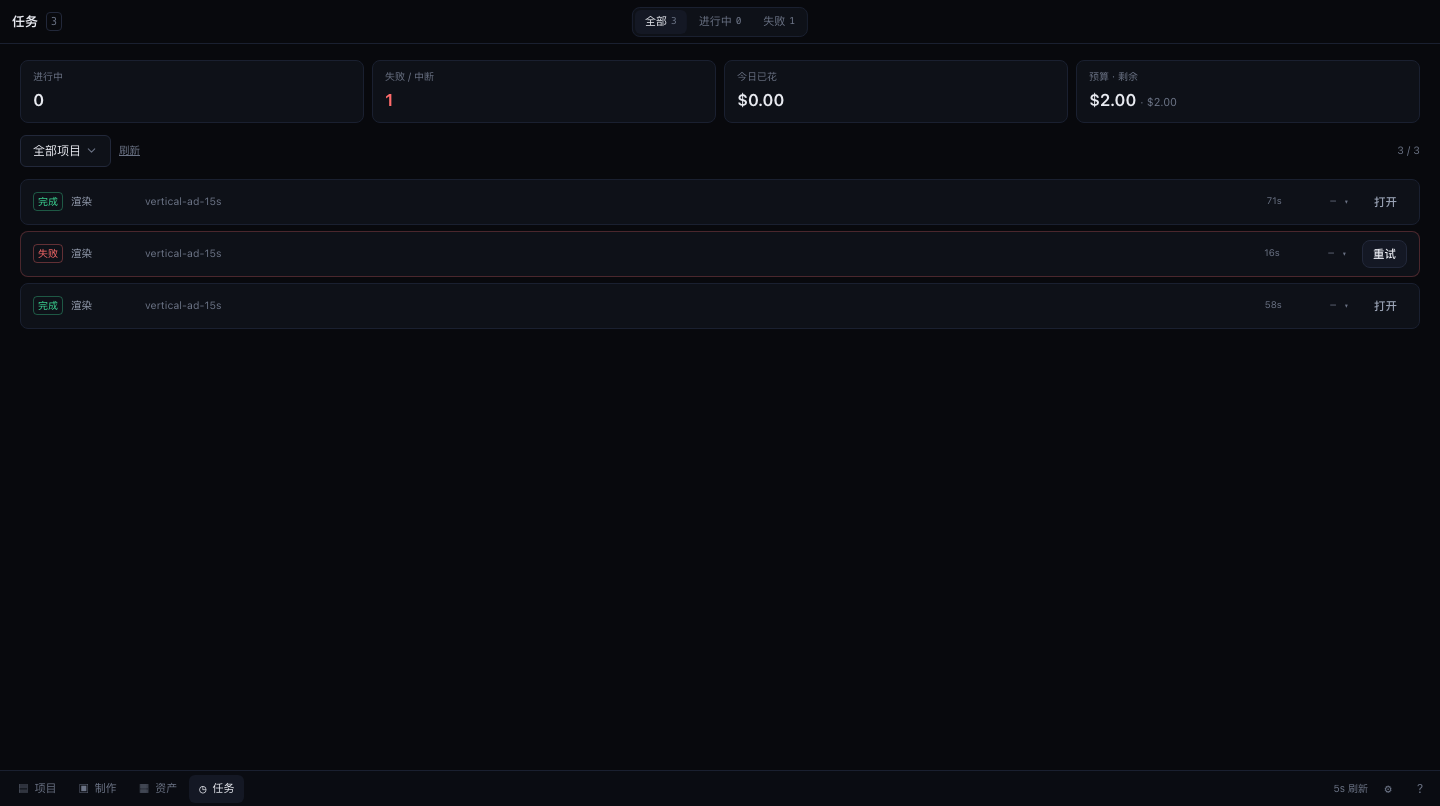 任务 3
全部 3 进行中 0 失败 1
进行中
0
失败 / 中断
1
今日已花
$0.00
预算 · 剩余
$2.00 · $2.00
全部项目 刷新 3 / 3
完成 渲染 vertical-ad-15s 71s — 打开
失败 渲染 vertical-ad-15s 16s — 重试
完成 渲染 vertical-ad-15s 58s — 打开
项目 制作 资产 任务 5s 刷新 ?